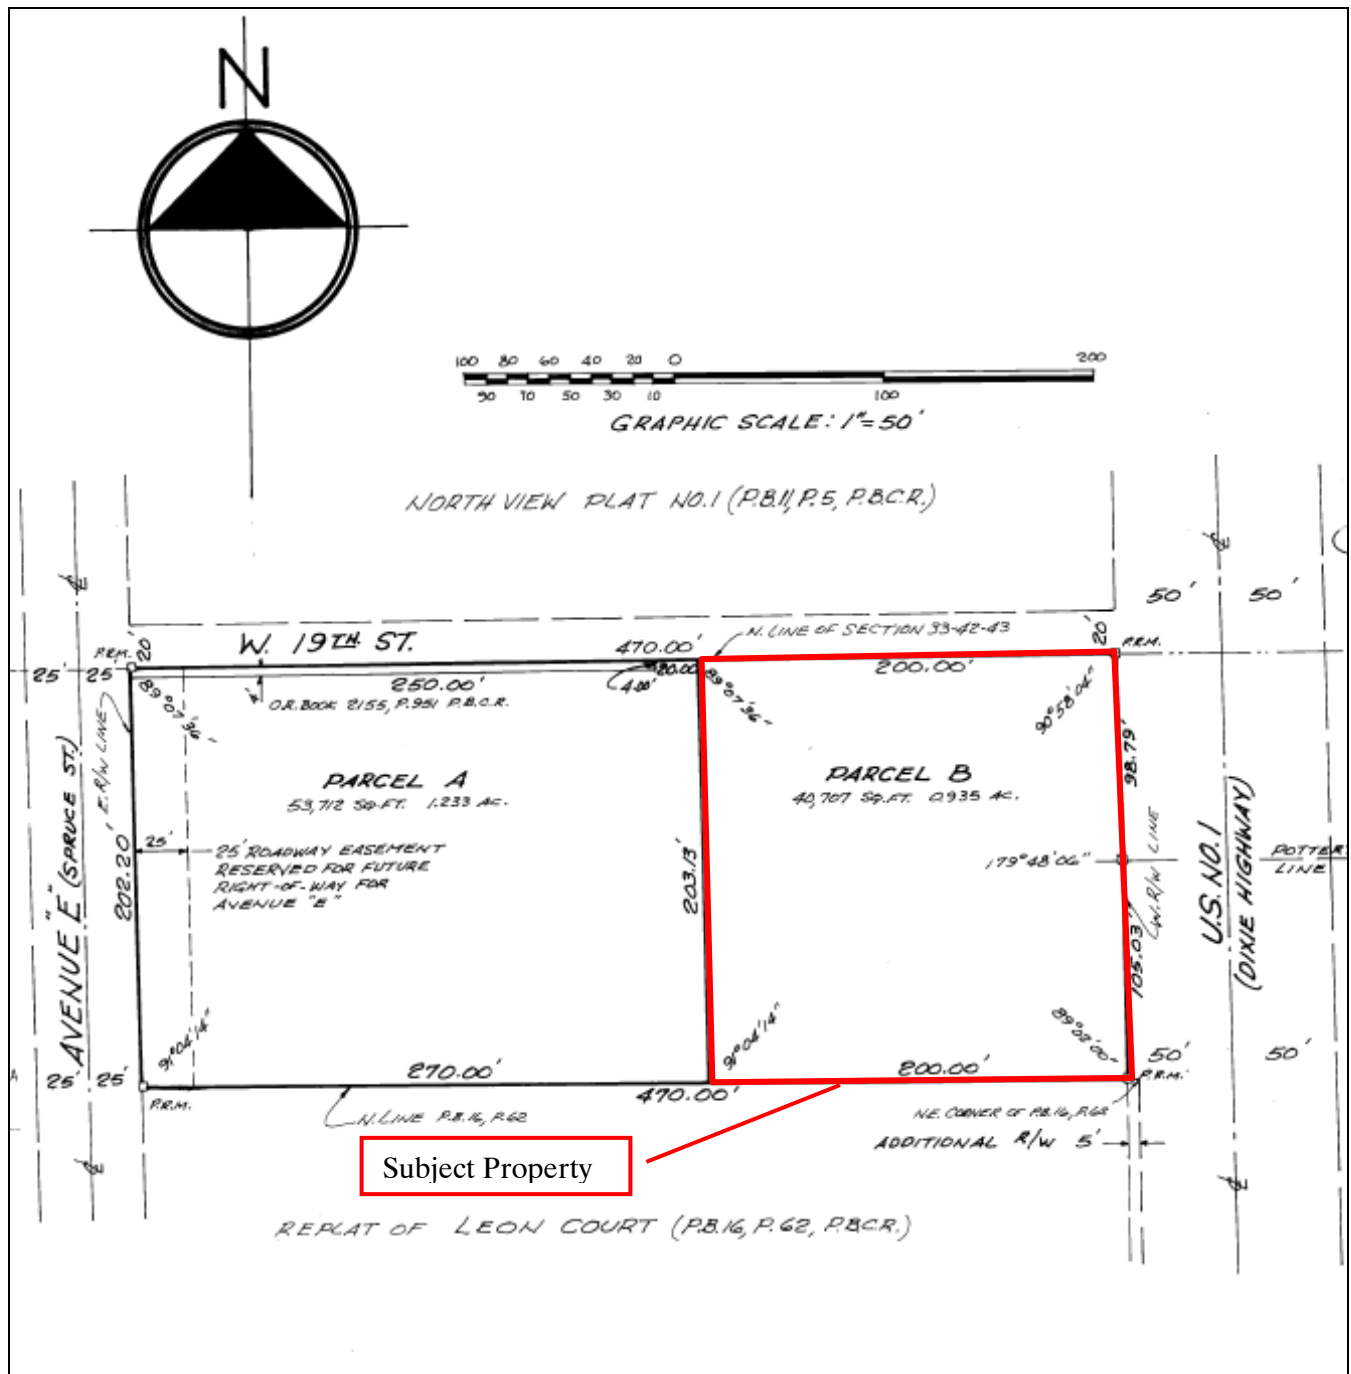 N
100 80 60 40 20 0 200
90 70 50 30 10 100
GRAPHIC SCALE: 1"=50'
NORTH VIEW PLAT NO.1 (P.B.11, P.5, P.B.C.R.)
50' 50'
W. 19TH ST.
470.00'
N. LINE OF SECTION 33-42-43
P.R.M. 20'
20' P.R.M.
25' 25'
250.00'
4'
20.00'
4.00'
200.00'
O.R. BOOK 2155, P.951 P.B.C.R.
89°07'36"
89°07'36"
90°58'04"
E. R/W LINE
98.79'
PARCEL A
53,712 SQ.FT. 1.233 AC.
PARCEL B
40,707 SQ.FT. 0.935 AC.
AVENUE "E" (SPRUCE ST.)
202.20'
25'
25' ROADWAY EASEMENT
RESERVED FOR FUTURE
RIGHT-OF-WAY FOR
AVENUE "E"
203.13'
179°48'06"
W. R/W LINE
105.03'
U.S. NO.1
(DIXIE HIGHWAY)
POTTER
LINE
91°04'14"
91°04'14"
89°02'00"
25' 25'
270.00'
200.00'
50' 50'
P.R.M.
470.00'
P.R.M.
N. LINE P.B.16, P.62
N.E. CORNER OF P.B.16, P.62
ADDITIONAL R/W 5'
Subject Property
REPLAT OF LEON COURT (P.B.16, P.62, P.B.C.R.)